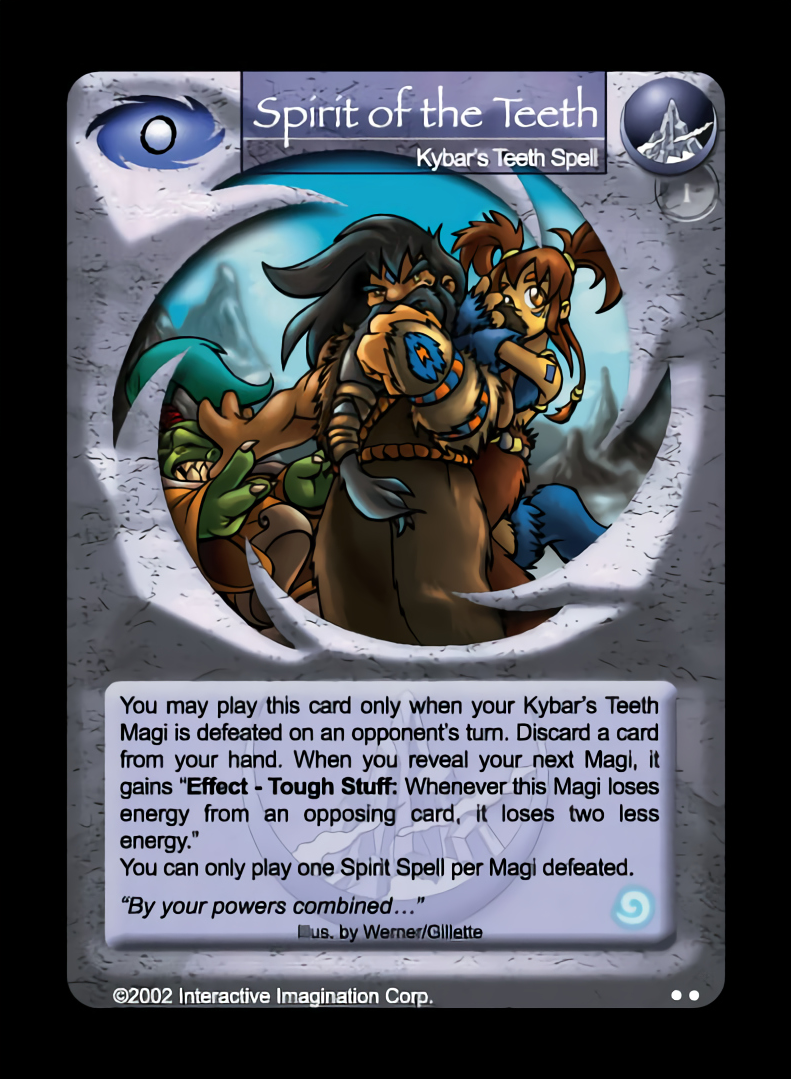 0
Spirit of the Teeth
Kybar's Teeth Spell
1
You may play this card only when your Kybar's Teeth
Magi is defeated on an opponent's turn. Discard a card
from your hand. When you reveal your next Magi, it
gains "Effect - Tough Stuff: Whenever this Magi loses
energy from an opposing card, it loses two less
energy."
You can only play one Spirit Spell per Magi defeated.
"By your powers combined…"
Illus. by Werner/Gillette
©2002 Interactive Imagination Corp.